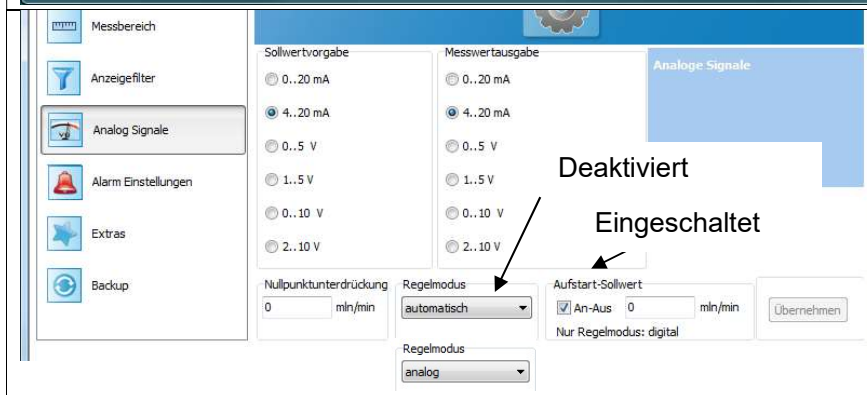 Messbereich
Anzeigefilter
Analog Signale
Alarm Einstellungen
Extras
Backup
Sollwertvorgabe
0..20 mA
4..20 mA
0..5 V
1..5 V
0..10 V
2..10 V
Messwertausgabe
0..20 mA
4..20 mA
0..5 V
1..5 V
0..10 V
2..10 V
Analoge Signale
Deaktiviert
Eingeschaltet
Nullpunktunterdrückung
0 mln/min
Regelmodus
automatisch
Aufstart-Sollwert
An-Aus 0 mln/min
Nur Regelmodus: digital
Übernehmen
Regelmodus
analog